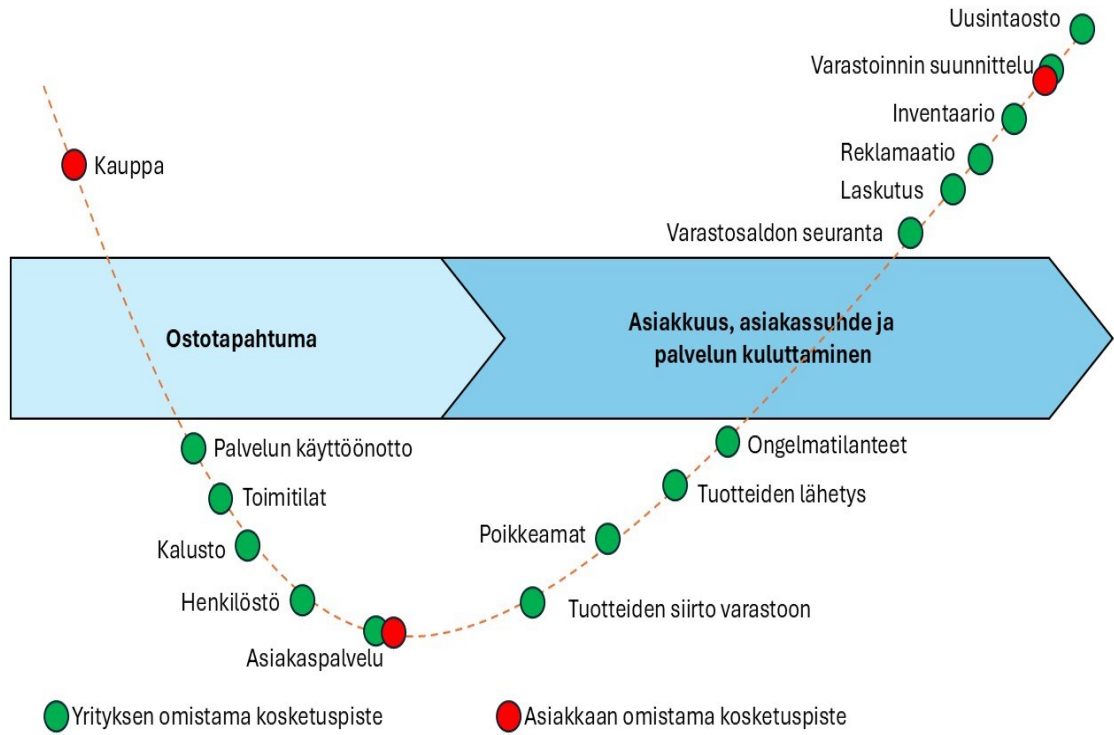 Uusintaosto
Varastoinnin suunnittelu
Inventaario
Kauppa
Reklamaatio
Laskutus
Varastosaldon seuranta
Ostotapahtuma
Asiakkuus, asiakassuhde ja
palvelun kuluttaminen
Palvelun käyttöönotto
Ongelmatilanteet
Toimitilat
Tuotteiden lähetys
Kalusto
Poikkeamat
Henkilöstö
Tuotteiden siirto varastoon
Asiakaspalvelu
Yrityksen omistama kosketuspiste
Asiakkaan omistama kosketuspiste